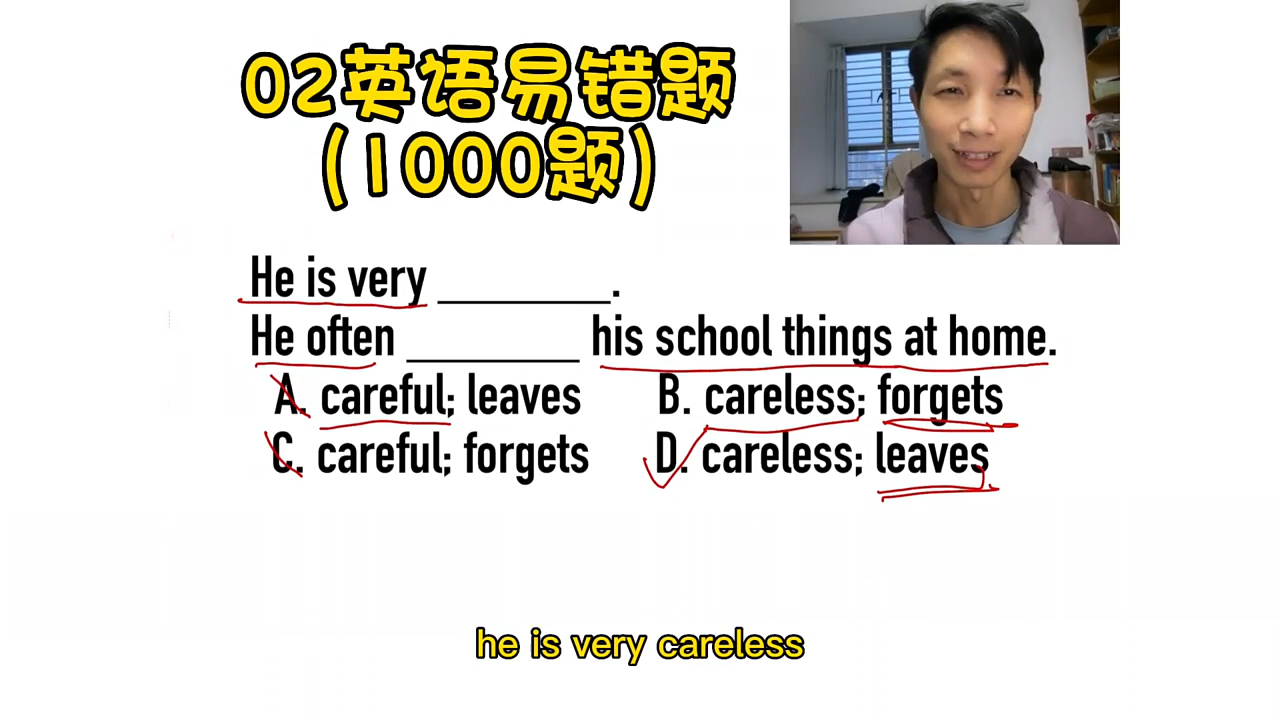 02英语易错题
(1000题)
He is very ________.
He often ________ his school things at home.
A. careful; leaves B. careless; forgets
C. careful; forgets D. careless; leaves
he is very careless